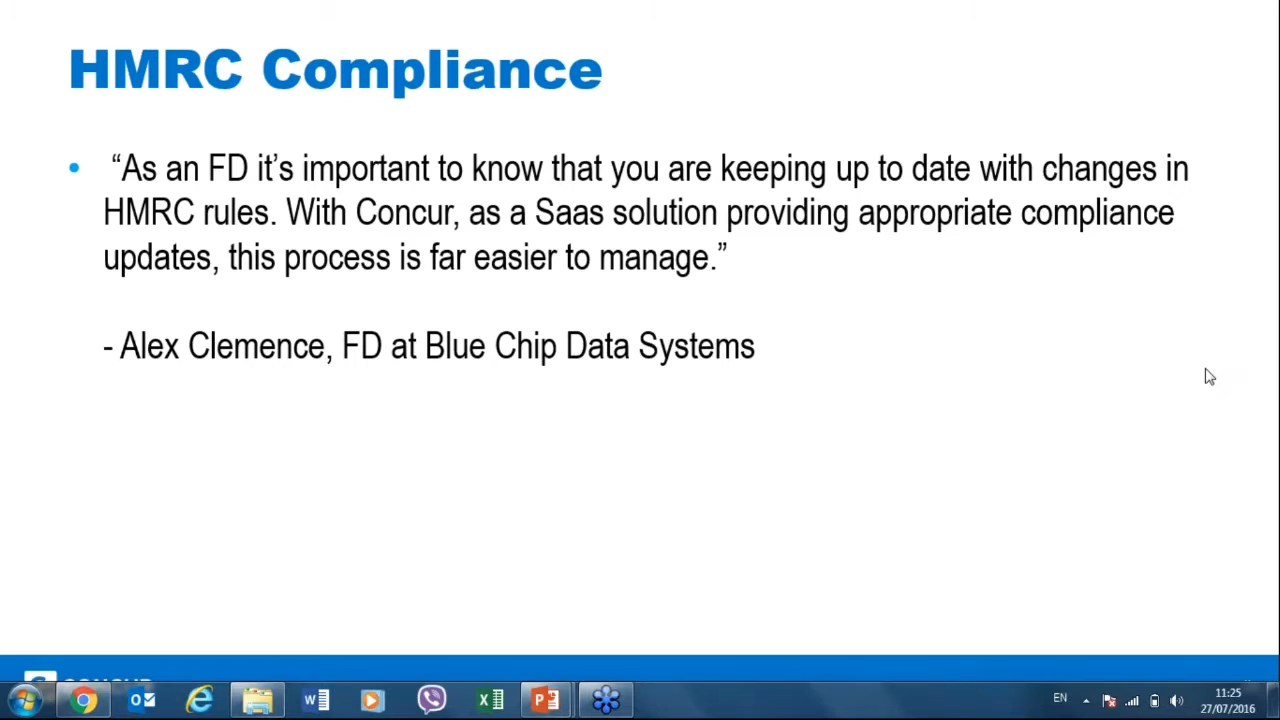 HMRC Compliance
• “As an FD it’s important to know that you are keeping up to date with changes in
HMRC rules. With Concur, as a Saas solution providing appropriate compliance
updates, this process is far easier to manage.”
- Alex Clemence, FD at Blue Chip Data Systems
EN
11:25
27/07/2016